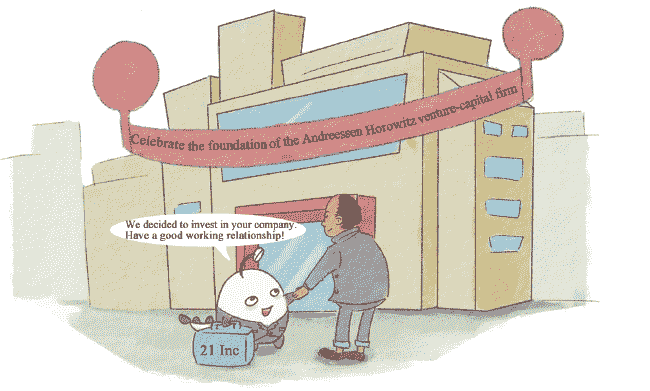 Celebrate the foundation of the Andreessen Horowitz venture-capital firm
We decided to invest in your company.
Have a good working relationship!
21 Inc